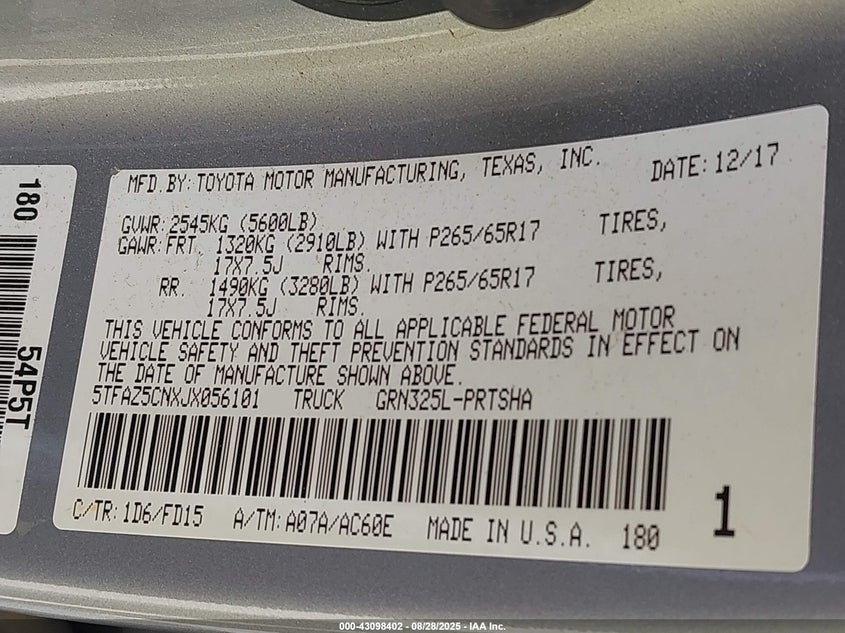 180
54P5T
MFD. BY: TOYOTA MOTOR MANUFACTURING, TEXAS, INC. DATE: 12/17
GVWR: 2545KG (5600LB)
GAWR: FRT. 1320KG (2910LB) WITH P265/65R17 TIRES,
17X7.5J RIMS.
RR. 1490KG (3280LB) WITH P265/65R17 TIRES,
17X7.5J RIMS.
THIS VEHICLE CONFORMS TO ALL APPLICABLE FEDERAL MOTOR
VEHICLE SAFETY AND THEFT PREVENTION STANDARDS IN EFFECT ON
THE DATE OF MANUFACTURE SHOWN ABOVE.
5TFAZ5CNXJX056101 TRUCK GRN325L-PRTSHA
C/TR: 1D6/FD15 A/TM: A07A/AC60E MADE IN U.S.A. 180
1
000-43098402 - 08/28/2025 - IAA Inc.